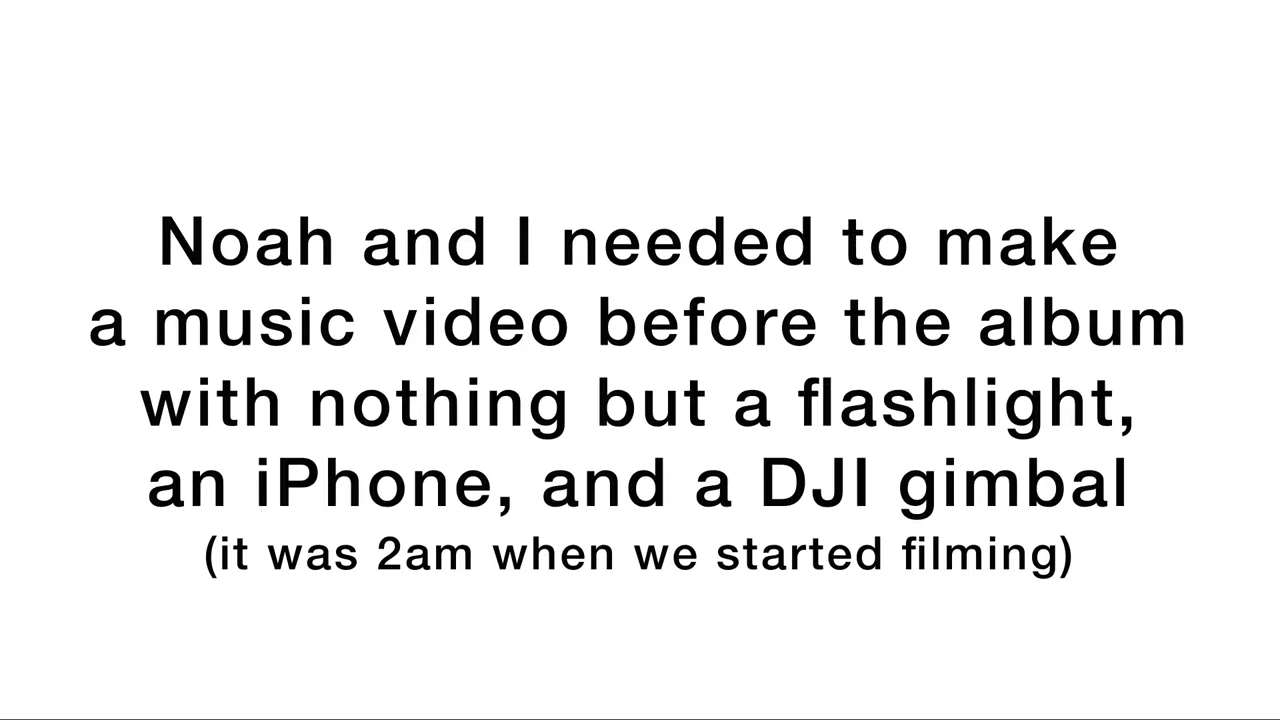 Noah and I needed to make
a music video before the album
with nothing but a flashlight,
an iPhone, and a DJI gimbal
(it was 2am when we started filming)